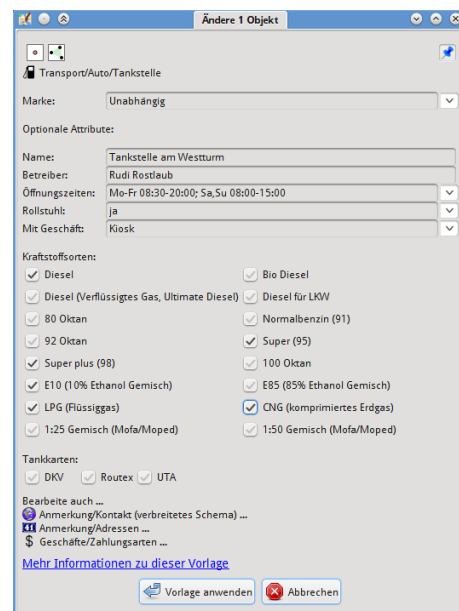 Ändere 1 Objekt
Transport/Auto/Tankstelle
Marke: Unabhängig
Optionale Attribute:
Name: Tankstelle am Westturm
Betreiber: Rudi Rostlaub
Öffnungszeiten: Mo-Fr 08:30-20:00; Sa,Su 08:00-15:00
Rollstuhl: ja
Mit Geschäft: Kiosk
Kraftstoffsorten:
Diesel Bio Diesel
Diesel (Verflüssigtes Gas, Ultimate Diesel) Diesel für LKW
80 Oktan Normalbenzin (91)
92 Oktan Super (95)
Super plus (98) 100 Oktan
E10 (10% Ethanol Gemisch) E85 (85% Ethanol Gemisch)
LPG (Flüssiggas) CNG (komprimiertes Erdgas)
1:25 Gemisch (Mofa/Moped) 1:50 Gemisch (Mofa/Moped)
Tankkarten:
DKV Routex UTA
Bearbeite auch ...
Anmerkung/Kontakt (verbreitetes Schema) ...
Anmerkung/Adressen ...
$ Geschäfte/Zahlungsarten ...
Mehr Informationen zu dieser Vorlage
Vorlage anwenden Abbrechen